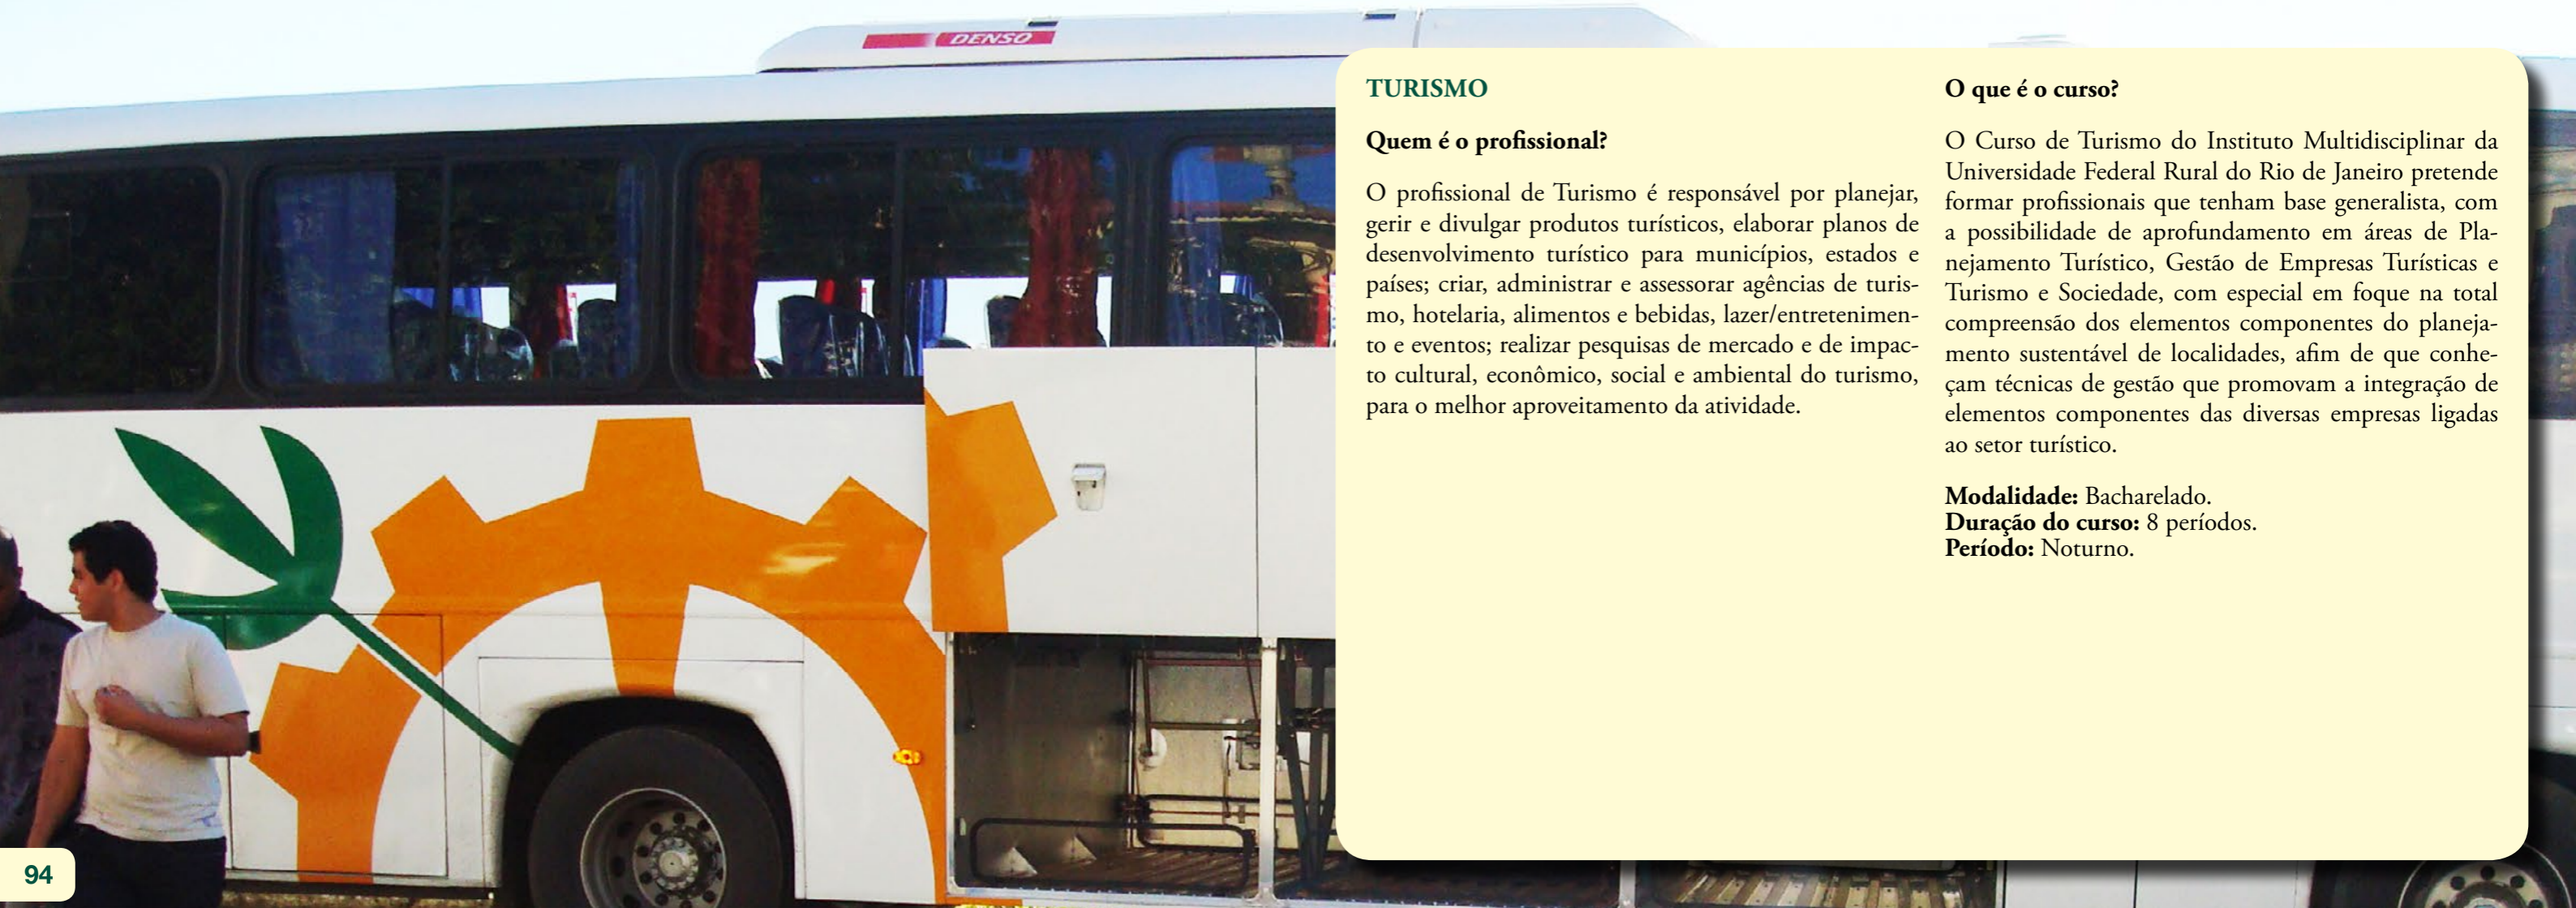 DENSO
TURISMO
Quem é o profissional?
O profissional de Turismo é responsável por planejar,
gerir e divulgar produtos turísticos, elaborar planos de
desenvolvimento turístico para municípios, estados e
países; criar, administrar e assessorar agências de turis-
mo, hotelaria, alimentos e bebidas, lazer/entretenimen-
to e eventos; realizar pesquisas de mercado e de impac-
to cultural, econômico, social e ambiental do turismo,
para o melhor aproveitamento da atividade.
O que é o curso?
O Curso de Turismo do Instituto Multidisciplinar da
Universidade Federal Rural do Rio de Janeiro pretende
formar profissionais que tenham base generalista, com
a possibilidade de aprofundamento em áreas de Pla-
nejamento Turístico, Gestão de Empresas Turísticas e
Turismo e Sociedade, com especial em foque na total
compreensão dos elementos componentes do planeja-
mento sustentável de localidades, afim de que conhe-
çam técnicas de gestão que promovam a integração de
elementos componentes das diversas empresas ligadas
ao setor turístico.
Modalidade: Bacharelado.
Duração do curso: 8 períodos.
Período: Noturno.
94